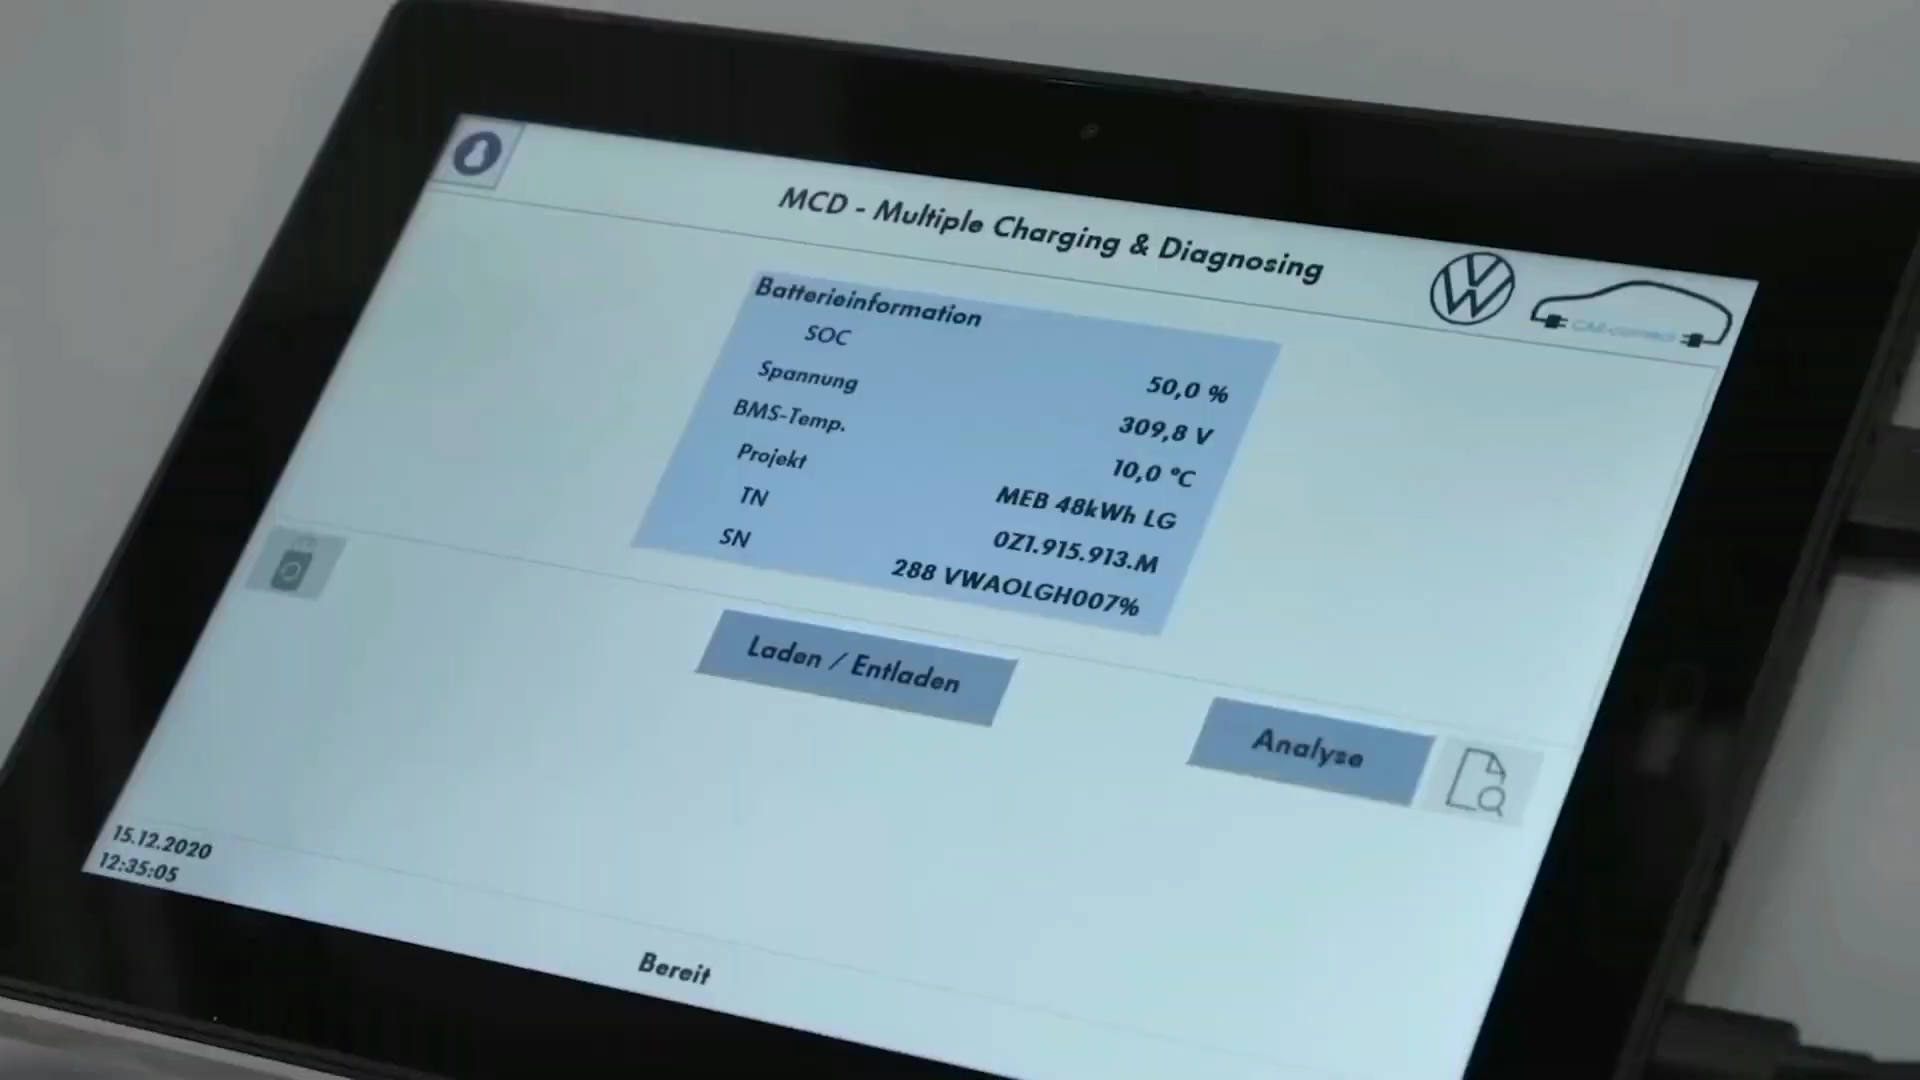 MCD - Multiple Charging & Diagnosing
Batterieinformation
SOC 50,0 %
Spannung 309,8 V
BMS-Temp. 10,0 °C
Projekt MEB 48kWh LG
TN 0Z1.915.913.M
SN 288 VWAOLGH007%
Laden / Entladen
Analyse
15.12.2020
12:35:05
Bereit